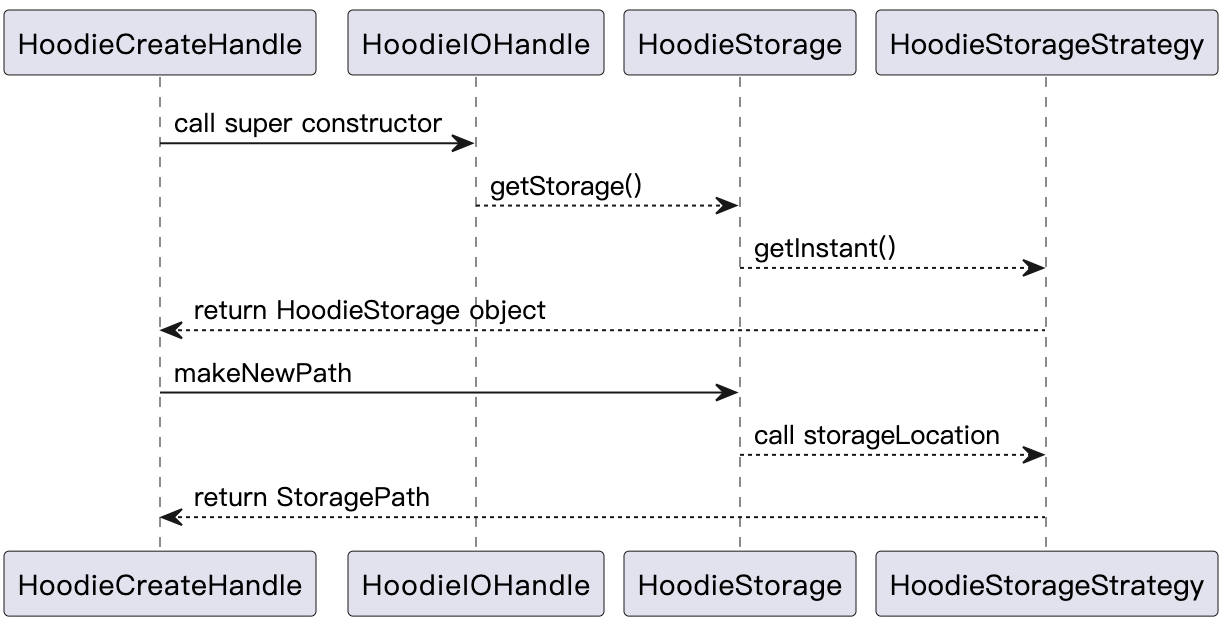 HoodieCreateHandle HoodieIOHandle HoodieStorage HoodieStorageStrategy
call super constructor
getStorage()
getInstant()
return HoodieStorage object
makeNewPath
call storageLocation
return StoragePath
HoodieCreateHandle HoodieIOHandle HoodieStorage HoodieStorageStrategy